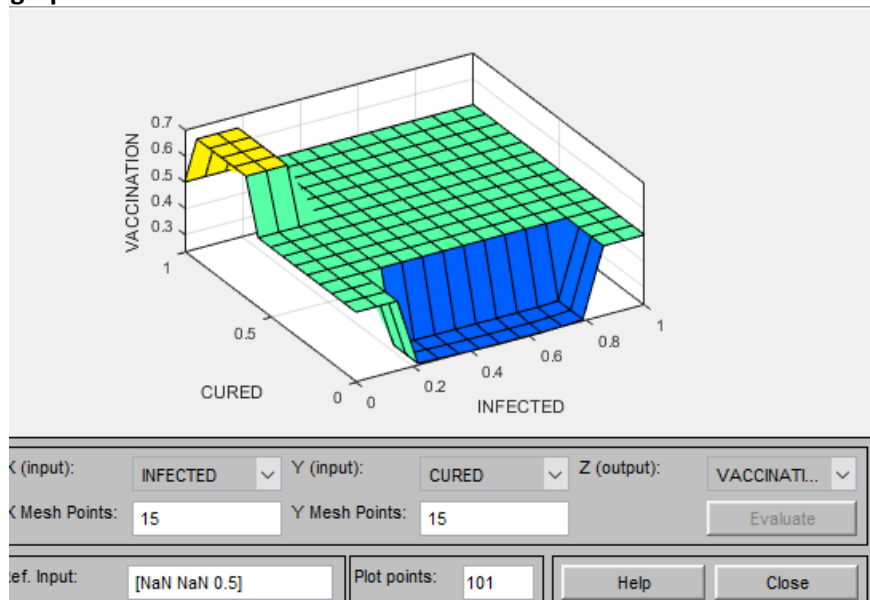 0.7
0.6
0.5
0.4
0.3
VACCINATION
1
0.5
0
CURED
0
0.2
0.4
0.6
0.8
1
INFECTED
(input): INFECTED Y (input): CURED Z (output): VACCINATI...
Mesh Points: 15 Y Mesh Points: 15 Evaluate
ef. Input: [NaN NaN 0.5] Plot points: 101 Help Close